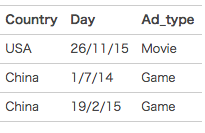 Country Day Ad_type
USA 26/11/15 Movie
China 1/7/14 Game
China 19/2/15 Game